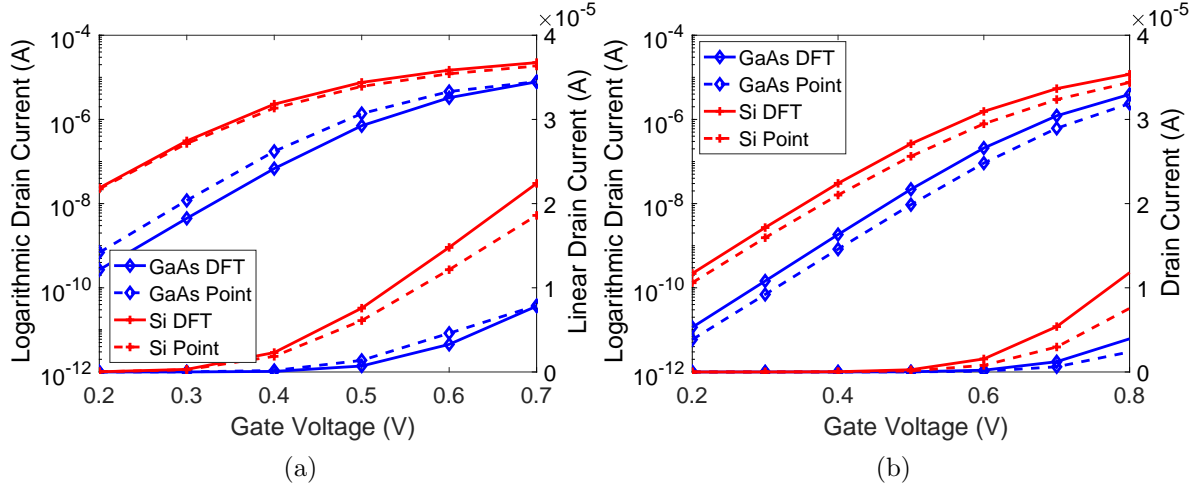 ×10⁻⁵
10⁻⁴
10⁻⁶
10⁻⁸
10⁻¹⁰
10⁻¹²
Logarithmic Drain Current (A)
GaAs DFT
GaAs Point
Si DFT
Si Point
4
3
2
1
0
Linear Drain Current (A)
0.2
0.3
0.4
0.5
0.6
0.7
Gate Voltage (V)
(a)
×10⁻⁵
10⁻⁴
10⁻⁶
10⁻⁸
10⁻¹⁰
10⁻¹²
Logarithmic Drain Current (A)
GaAs DFT
GaAs Point
Si DFT
Si Point
4
3
2
1
0
Drain Current (A)
0.2
0.4
0.6
0.8
Gate Voltage (V)
(b)